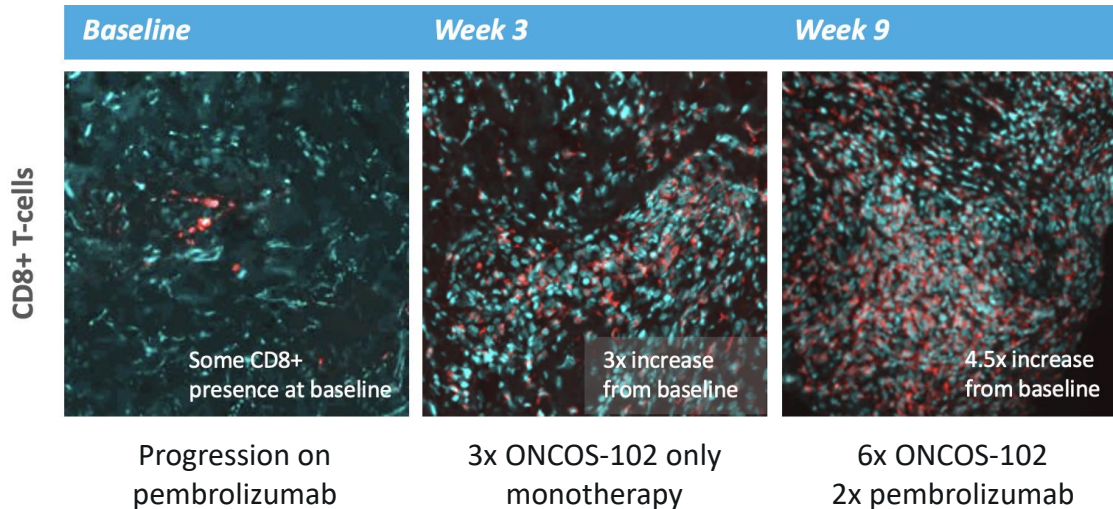 Baseline
Week 3
Week 9
CD8+ T-cells
Some CD8+
presence at baseline
3x increase
from baseline
4.5x increase
from baseline
Progression on
pembrolizumab
3x ONCOS-102 only
monotherapy
6x ONCOS-102
2x pembrolizumab